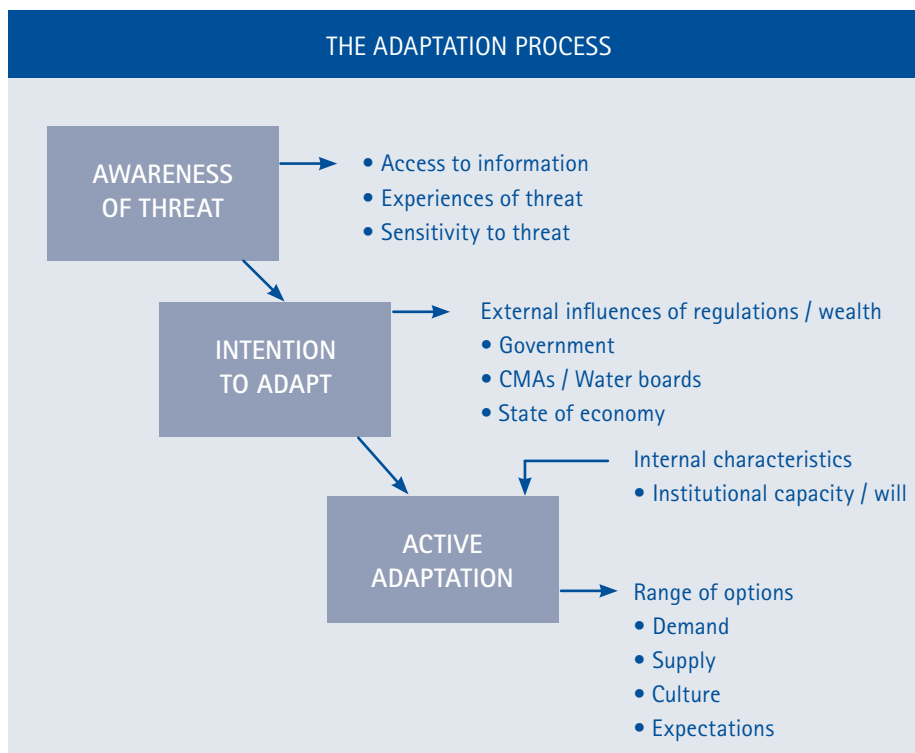 THE ADAPTATION PROCESS
AWARENESS
OF THREAT
• Access to information
• Experiences of threat
• Sensitivity to threat
INTENTION
TO ADAPT
External influences of regulations / wealth
• Government
• CMAs / Water boards
• State of economy
Internal characteristics
• Institutional capacity / will
ACTIVE
ADAPTATION
Range of options
• Demand
• Supply
• Culture
• Expectations